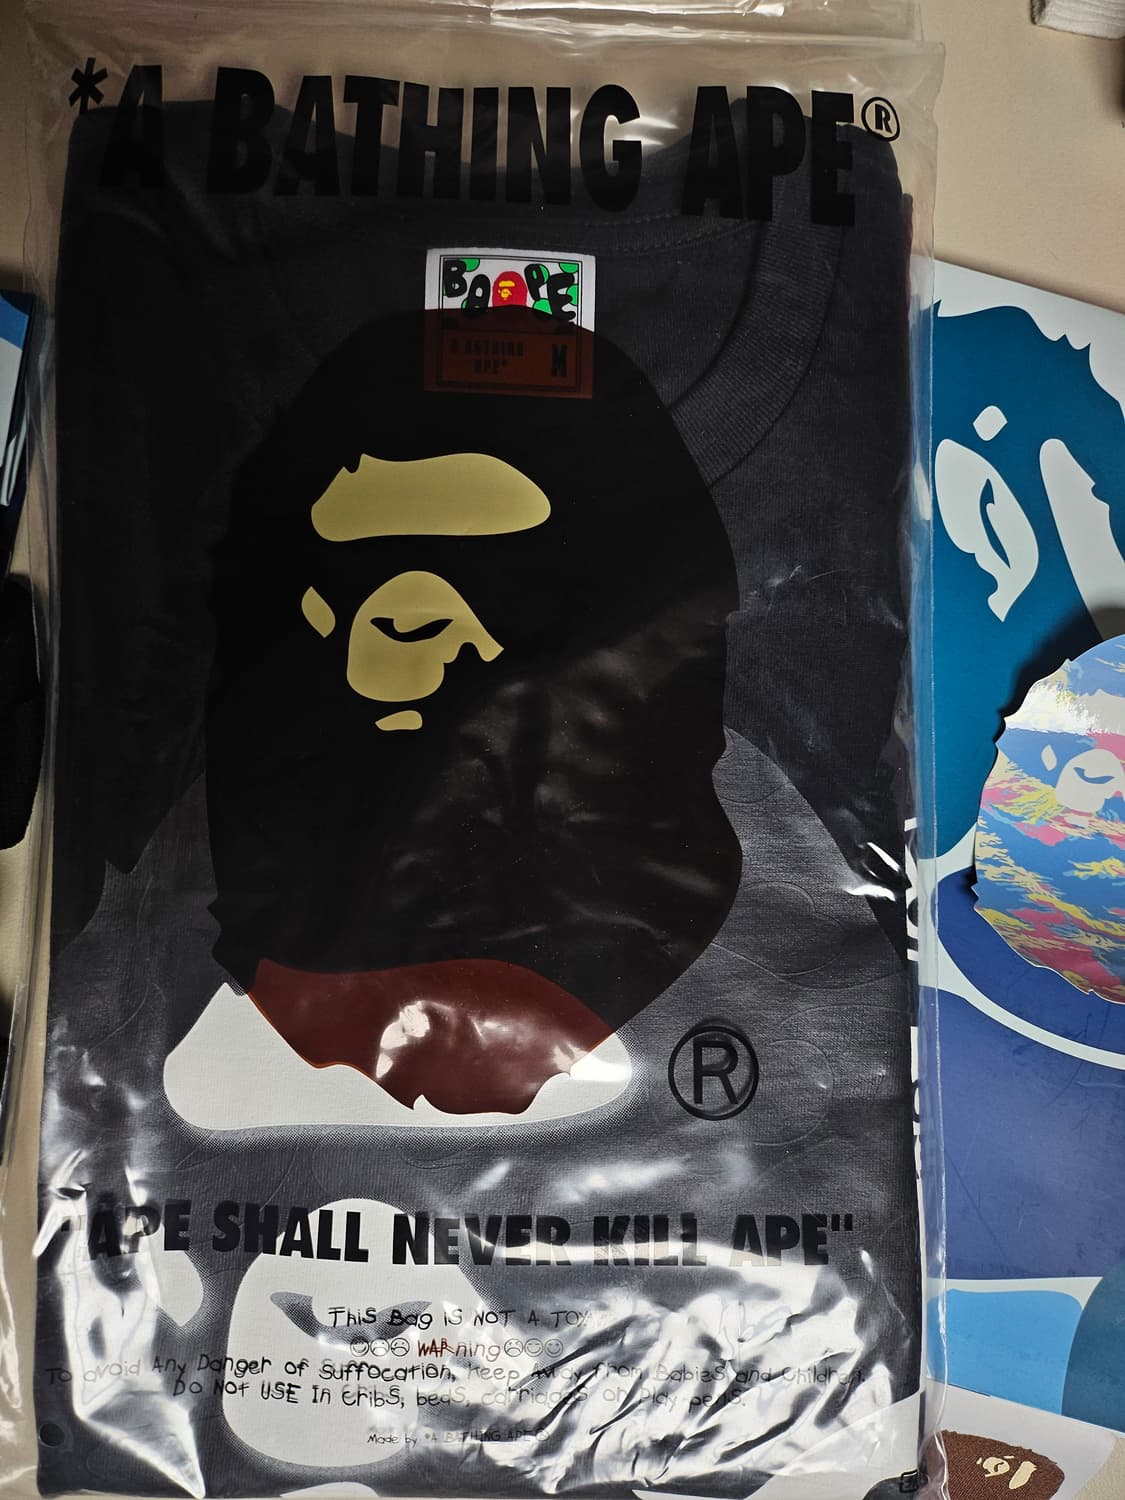 *A BATHING APE®
BAPE
A BATHING
APE®
M
®
"APE SHALL NEVER KILL APE"
THiS Bag iS NOT A TOY
WARning
To avoid Any Danger of Suffocation, Keep Away from Babies and Children.
Do Not USE In Cribs, beds, carriages or Play-pens.
Made by *A BATHING APE®